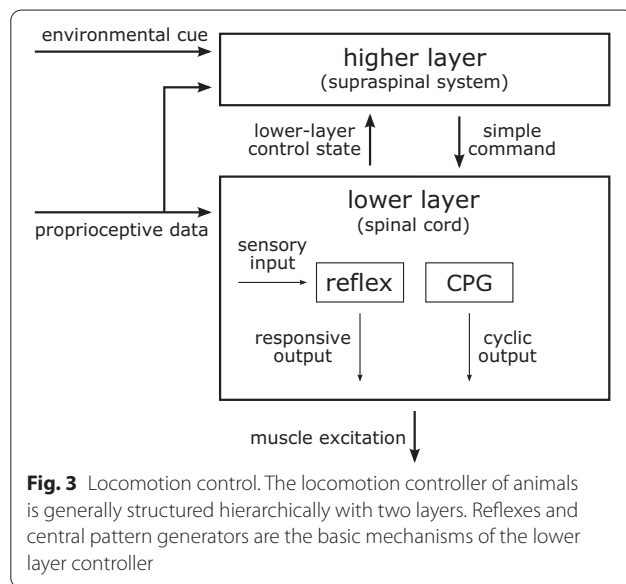 environmental cue
higher layer
(supraspinal system)
lower-layer
control state
simple
command
proprioceptive data
lower layer
(spinal cord)
sensory
input
reflex
CPG
responsive
output
cyclic
output
muscle excitation
Fig. 3 Locomotion control. The locomotion controller of animals
is generally structured hierarchically with two layers. Reflexes and
central pattern generators are the basic mechanisms of the lower
layer controller